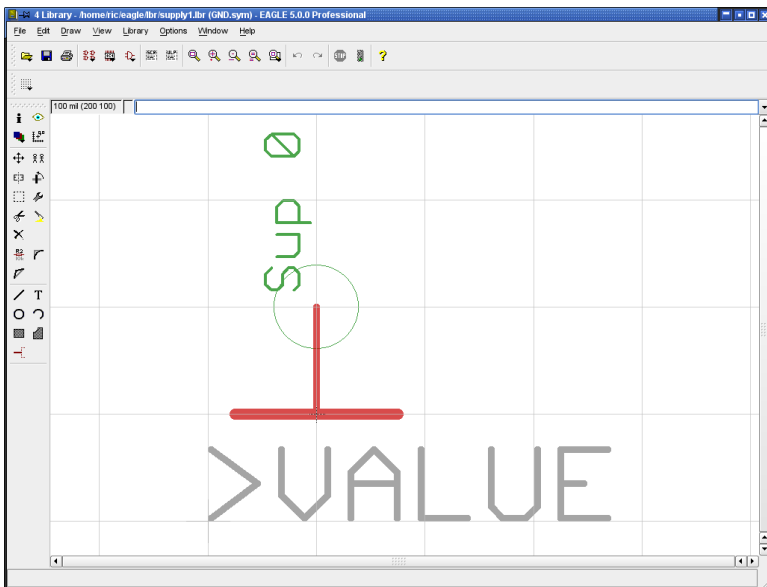 4 Library - /home/ric/eagle/lbr/supply1.lbr (GND.sym) - EAGLE 5.0.0 Professional
File Edit Draw View Library Options Window Help
100 mil (200 100)
Sup 0
>VALUE